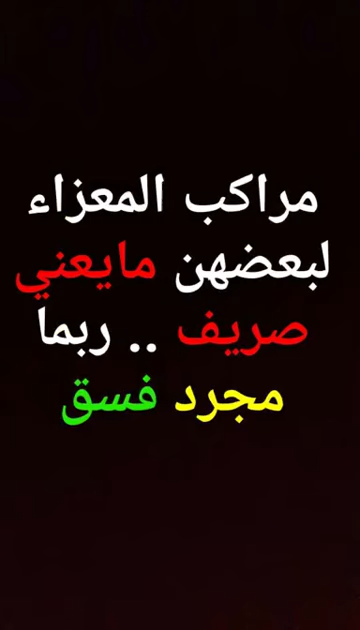 مراكب المعزاء
لبعضهن مايعني
صريف .. ربما
مجرد فسق